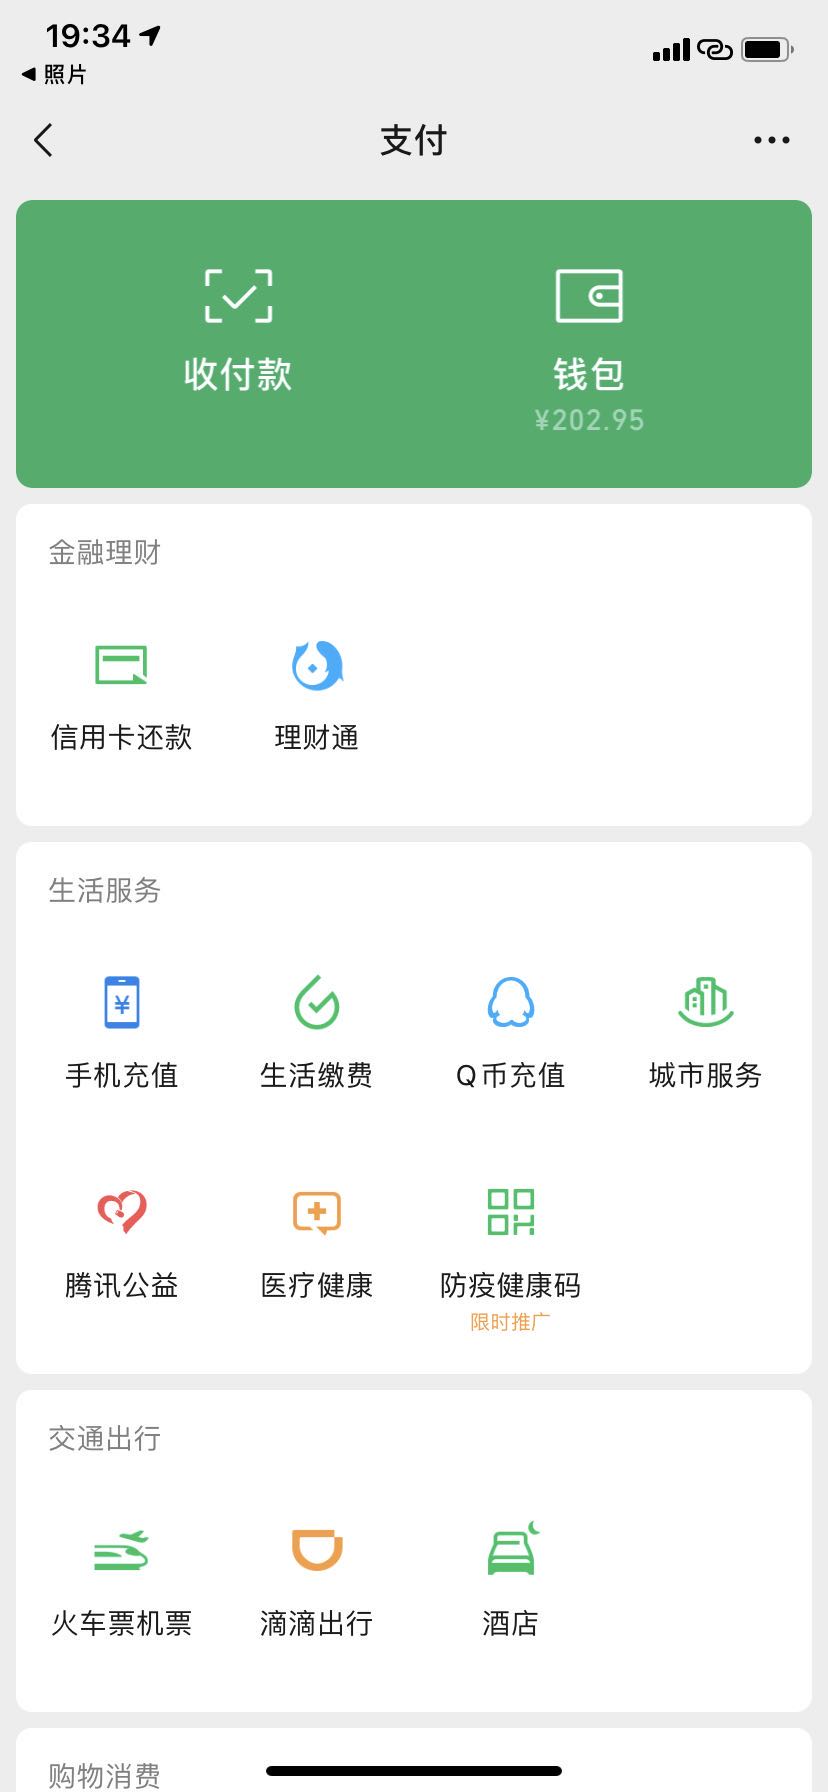 19:34
照片
支付
收付款
钱包
¥202.95
金融理财
信用卡还款
理财通
生活服务
手机充值
生活缴费
Q币充值
城市服务
腾讯公益
医疗健康
防疫健康码
限时推广
交通出行
火车票机票
滴滴出行
酒店
购物消费